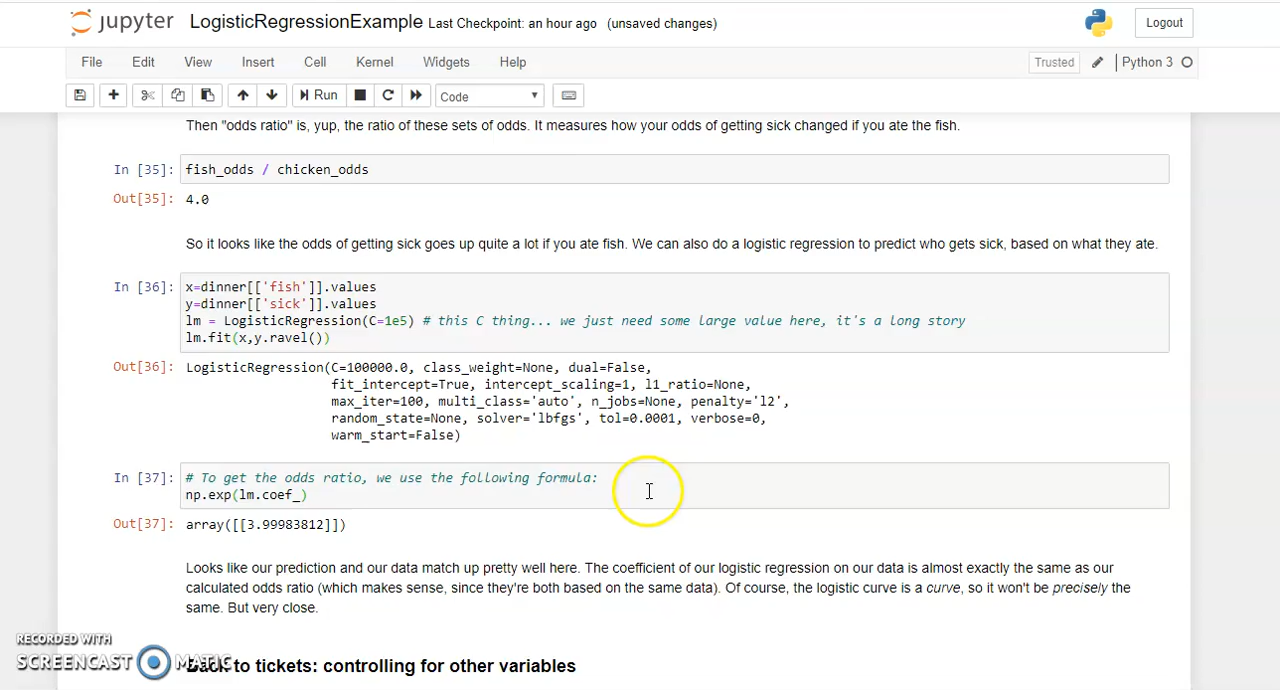 jupyter LogisticRegressionExample Last Checkpoint: an hour ago (unsaved changes) Logout
File Edit View Insert Cell Kernel Widgets Help Trusted Python 3
Run Code
Then "odds ratio" is, yup, the ratio of these sets of odds. It measures how your odds of getting sick changed if you ate the fish.
In [35]: fish_odds / chicken_odds
Out[35]: 4.0
So it looks like the odds of getting sick goes up quite a lot if you ate fish. We can also do a logistic regression to predict who gets sick, based on what they ate.
In [36]: x=dinner[['fish']].values
y=dinner[['sick']].values
lm = LogisticRegression(C=1e5) # this C thing... we just need some large value here, it's a long story
lm.fit(x,y.ravel())
Out[36]: LogisticRegression(C=100000.0, class_weight=None, dual=False,
fit_intercept=True, intercept_scaling=1, l1_ratio=None,
max_iter=100, multi_class='auto', n_jobs=None, penalty='l2',
random_state=None, solver='lbfgs', tol=0.0001, verbose=0,
warm_start=False)
In [37]: # To get the odds ratio, we use the following formula:
np.exp(lm.coef_)
Out[37]: array([[3.99983812]])
Looks like our prediction and our data match up pretty well here. The coefficient of our logistic regression on our data is almost exactly the same as our
calculated odds ratio (which makes sense, since they're both based on the same data). Of course, the logistic curve is a curve, so it won't be precisely the
same. But very close.
RECORDED WITH
SCREENCAST MATIC
Back to tickets: controlling for other variables